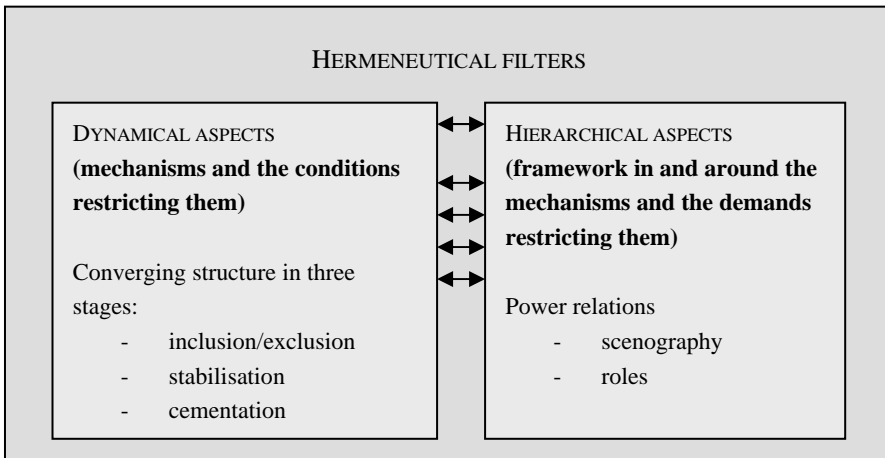 HERMENEUTICAL FILTERS
DYNAMICAL ASPECTS
(mechanisms and the conditions
restricting them)
Converging structure in three
stages:
- inclusion/exclusion
- stabilisation
- cementation
HIERARCHICAL ASPECTS
(framework in and around the
mechanisms and the demands
restricting them)
Power relations
- scenography
- roles